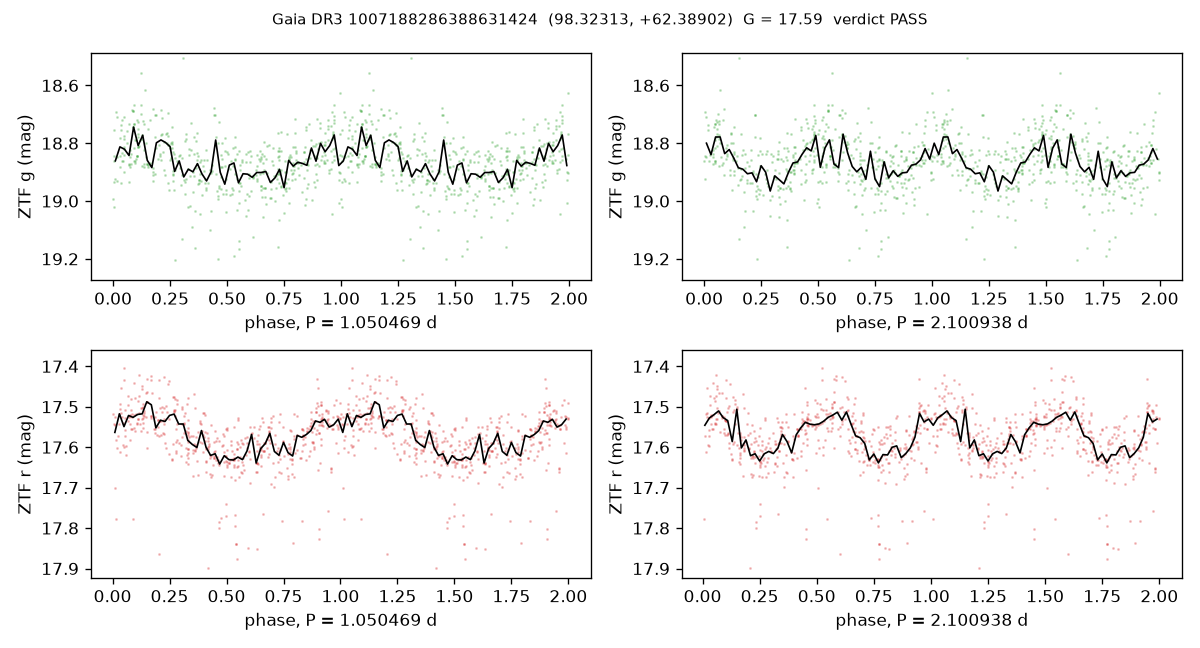 Gaia DR3 1007188286388631424  (98.32313, +62.38902)  G = 17.59  verdict PASS
ZTF g (mag)
18.6
18.8
19.0
19.2
0.00 0.25 0.50 0.75 1.00 1.25 1.50 1.75 2.00
phase, P = 1.050469 d
ZTF g (mag)
18.6
18.8
19.0
19.2
0.00 0.25 0.50 0.75 1.00 1.25 1.50 1.75 2.00
phase, P = 2.100938 d
ZTF r (mag)
17.4
17.5
17.6
17.7
17.8
17.9
0.00 0.25 0.50 0.75 1.00 1.25 1.50 1.75 2.00
phase, P = 1.050469 d
ZTF r (mag)
17.4
17.5
17.6
17.7
17.8
17.9
0.00 0.25 0.50 0.75 1.00 1.25 1.50 1.75 2.00
phase, P = 2.100938 d